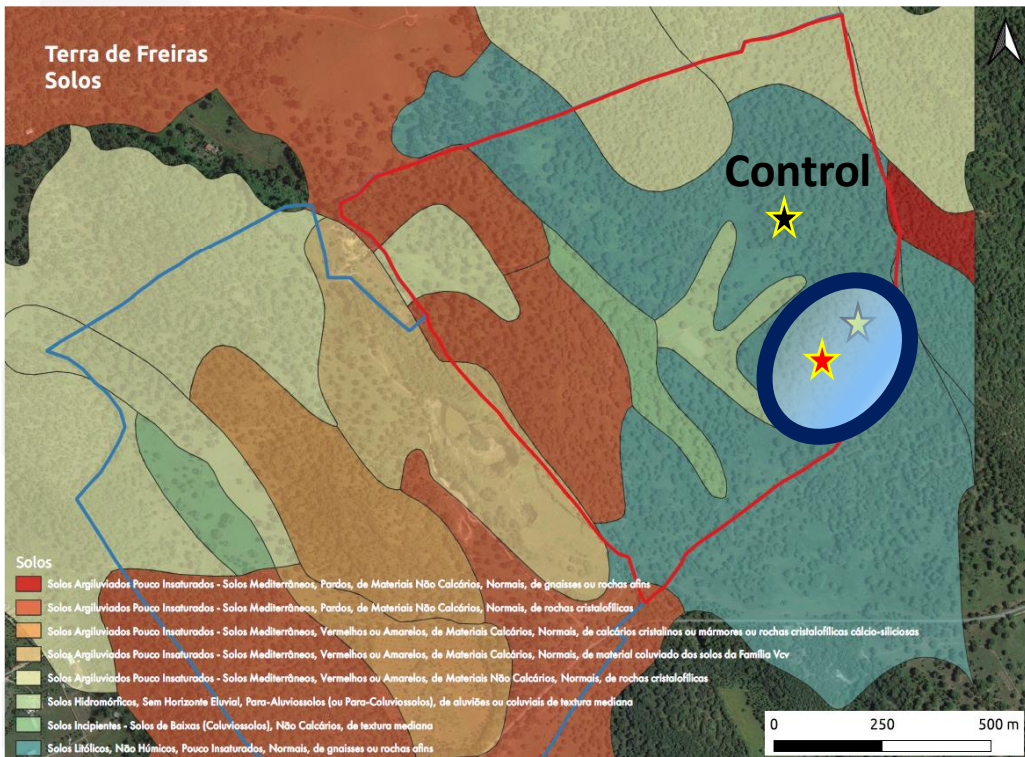 Terra de Freiras
Solos
Control
Solos
Solos Argiluviados Pouco Insaturados - Solos Mediterrâneos, Pardos, de Materiais Não Calcários, Normais, de gnaisses ou rochas afins
Solos Argiluviados Pouco Insaturados - Solos Mediterrâneos, Pardos, de Materiais Não Calcários, Normais, de rochas cristalofílicas
Solos Argiluviados Pouco Insaturados - Solos Mediterrâneos, Vermelhos ou Amarelos, de Materiais Calcários, Normais, de calcários cristalinos ou mármores ou rochas cristalofílicas cálcio-siliciosas
Solos Argiluviados Pouco Insaturados - Solos Mediterrâneos, Vermelhos ou Amarelos, de Materiais Calcários, Normais, de material coluviado dos solos da Família Vcv
Solos Argiluviados Pouco Insaturados - Solos Mediterrâneos, Vermelhos ou Amarelos, de Materiais Não Calcários, Normais, de rochas cristalofílicas
Solos Hidromórficos, Sem Horizonte Eluvial, Para-Aluviossolos (ou Para-Coluviossolos), de aluviões ou coluviais de textura mediana
Solos Incipientes - Solos de Baixas (Coluviossolos), Não Calcários, de textura mediana
Solos Litólicos, Não Húmicos, Pouco Insaturados, Normais, de gnaisses ou rochas afins
0 250 500 m